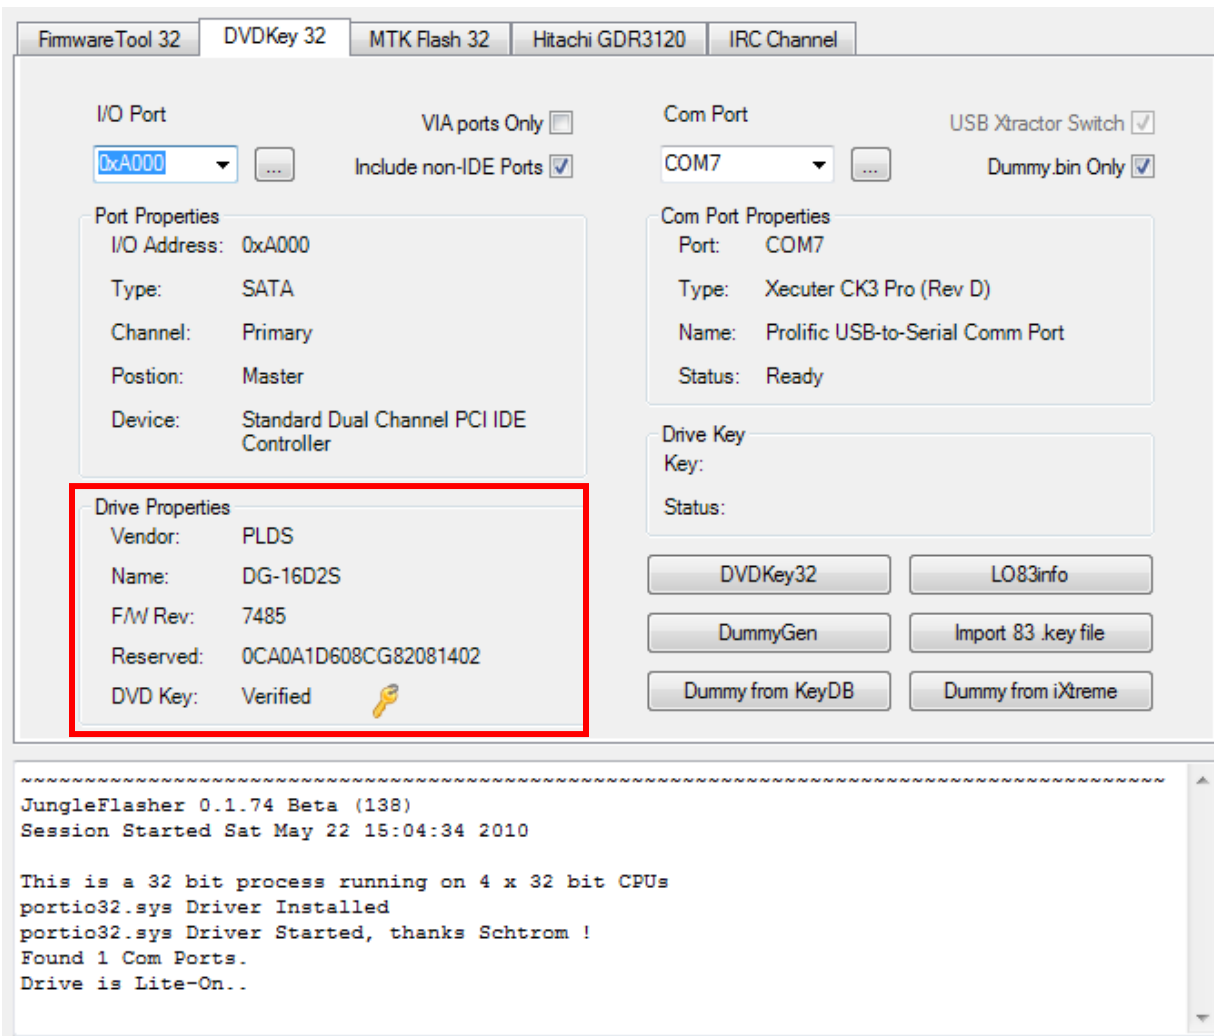 FirmwareTool 32 DVDKey 32 MTK Flash 32 Hitachi GDR3120 IRC Channel
I/O Port
VIA ports Only
0xA000 ...
Include non-IDE Ports
Port Properties
I/O Address: 0xA000
Type: SATA
Channel: Primary
Postion: Master
Device: Standard Dual Channel PCI IDE
Controller
Drive Properties
Vendor: PLDS
Name: DG-16D2S
F/W Rev: 7485
Reserved: 0CA0A1D608CG82081402
DVD Key: Verified
Com Port
USB Xtractor Switch
COM7 ...
Dummy.bin Only
Com Port Properties
Port: COM7
Type: Xecuter CK3 Pro (Rev D)
Name: Prolific USB-to-Serial Comm Port
Status: Ready
Drive Key
Key:
Status:
DVDKey32 LO83info
DummyGen Import 83 .key file
Dummy from KeyDB Dummy from iXtreme
~~~~~~~~~~~~~~~~~~~~~~~~~~~~~~~~~~~~~~~~~~~~~~~~~~~~~~~~~~~~~~~~~~~~~~~~~~~~~~~~~~~~~~~~~~
JungleFlasher 0.1.74 Beta (138)
Session Started Sat May 22 15:04:34 2010
This is a 32 bit process running on 4 x 32 bit CPUs
portio32.sys Driver Installed
portio32.sys Driver Started, thanks Schtrom !
Found 1 Com Ports.
Drive is Lite-On..